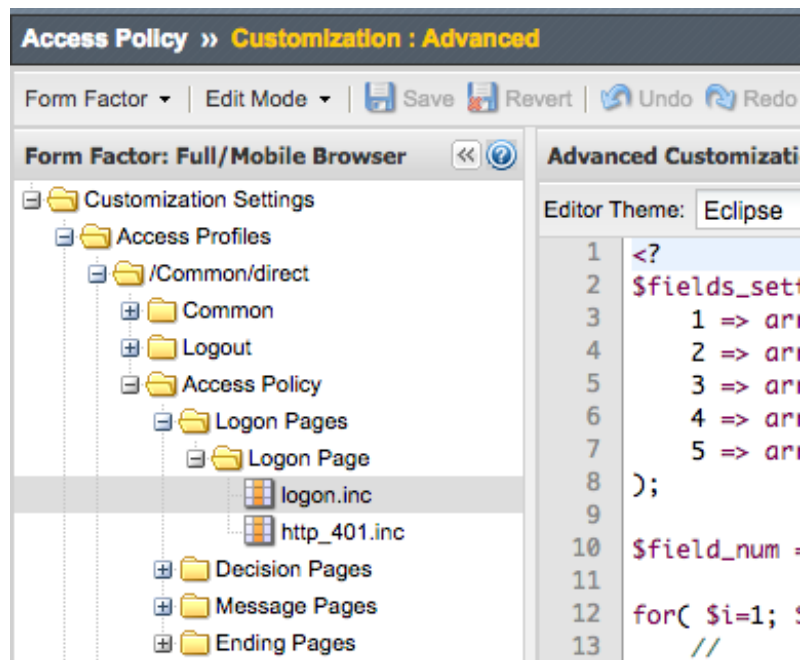 Access Policy » Customization : Advanced
Form Factor Edit Mode Save Revert Undo Redo
Form Factor: Full/Mobile Browser
Customization Settings
Access Profiles
/Common/direct
Common
Logout
Access Policy
Logon Pages
Logon Page
logon.inc
http_401.inc
Decision Pages
Message Pages
Ending Pages
Advanced Customizati
Editor Theme: Eclipse
1 <?
2 $fields_sett
3 1 => arr
4 2 => arr
5 3 => arr
6 4 => arr
7 5 => arr
8 );
9
10 $field_num =
11
12 for( $i=1; $
13 //